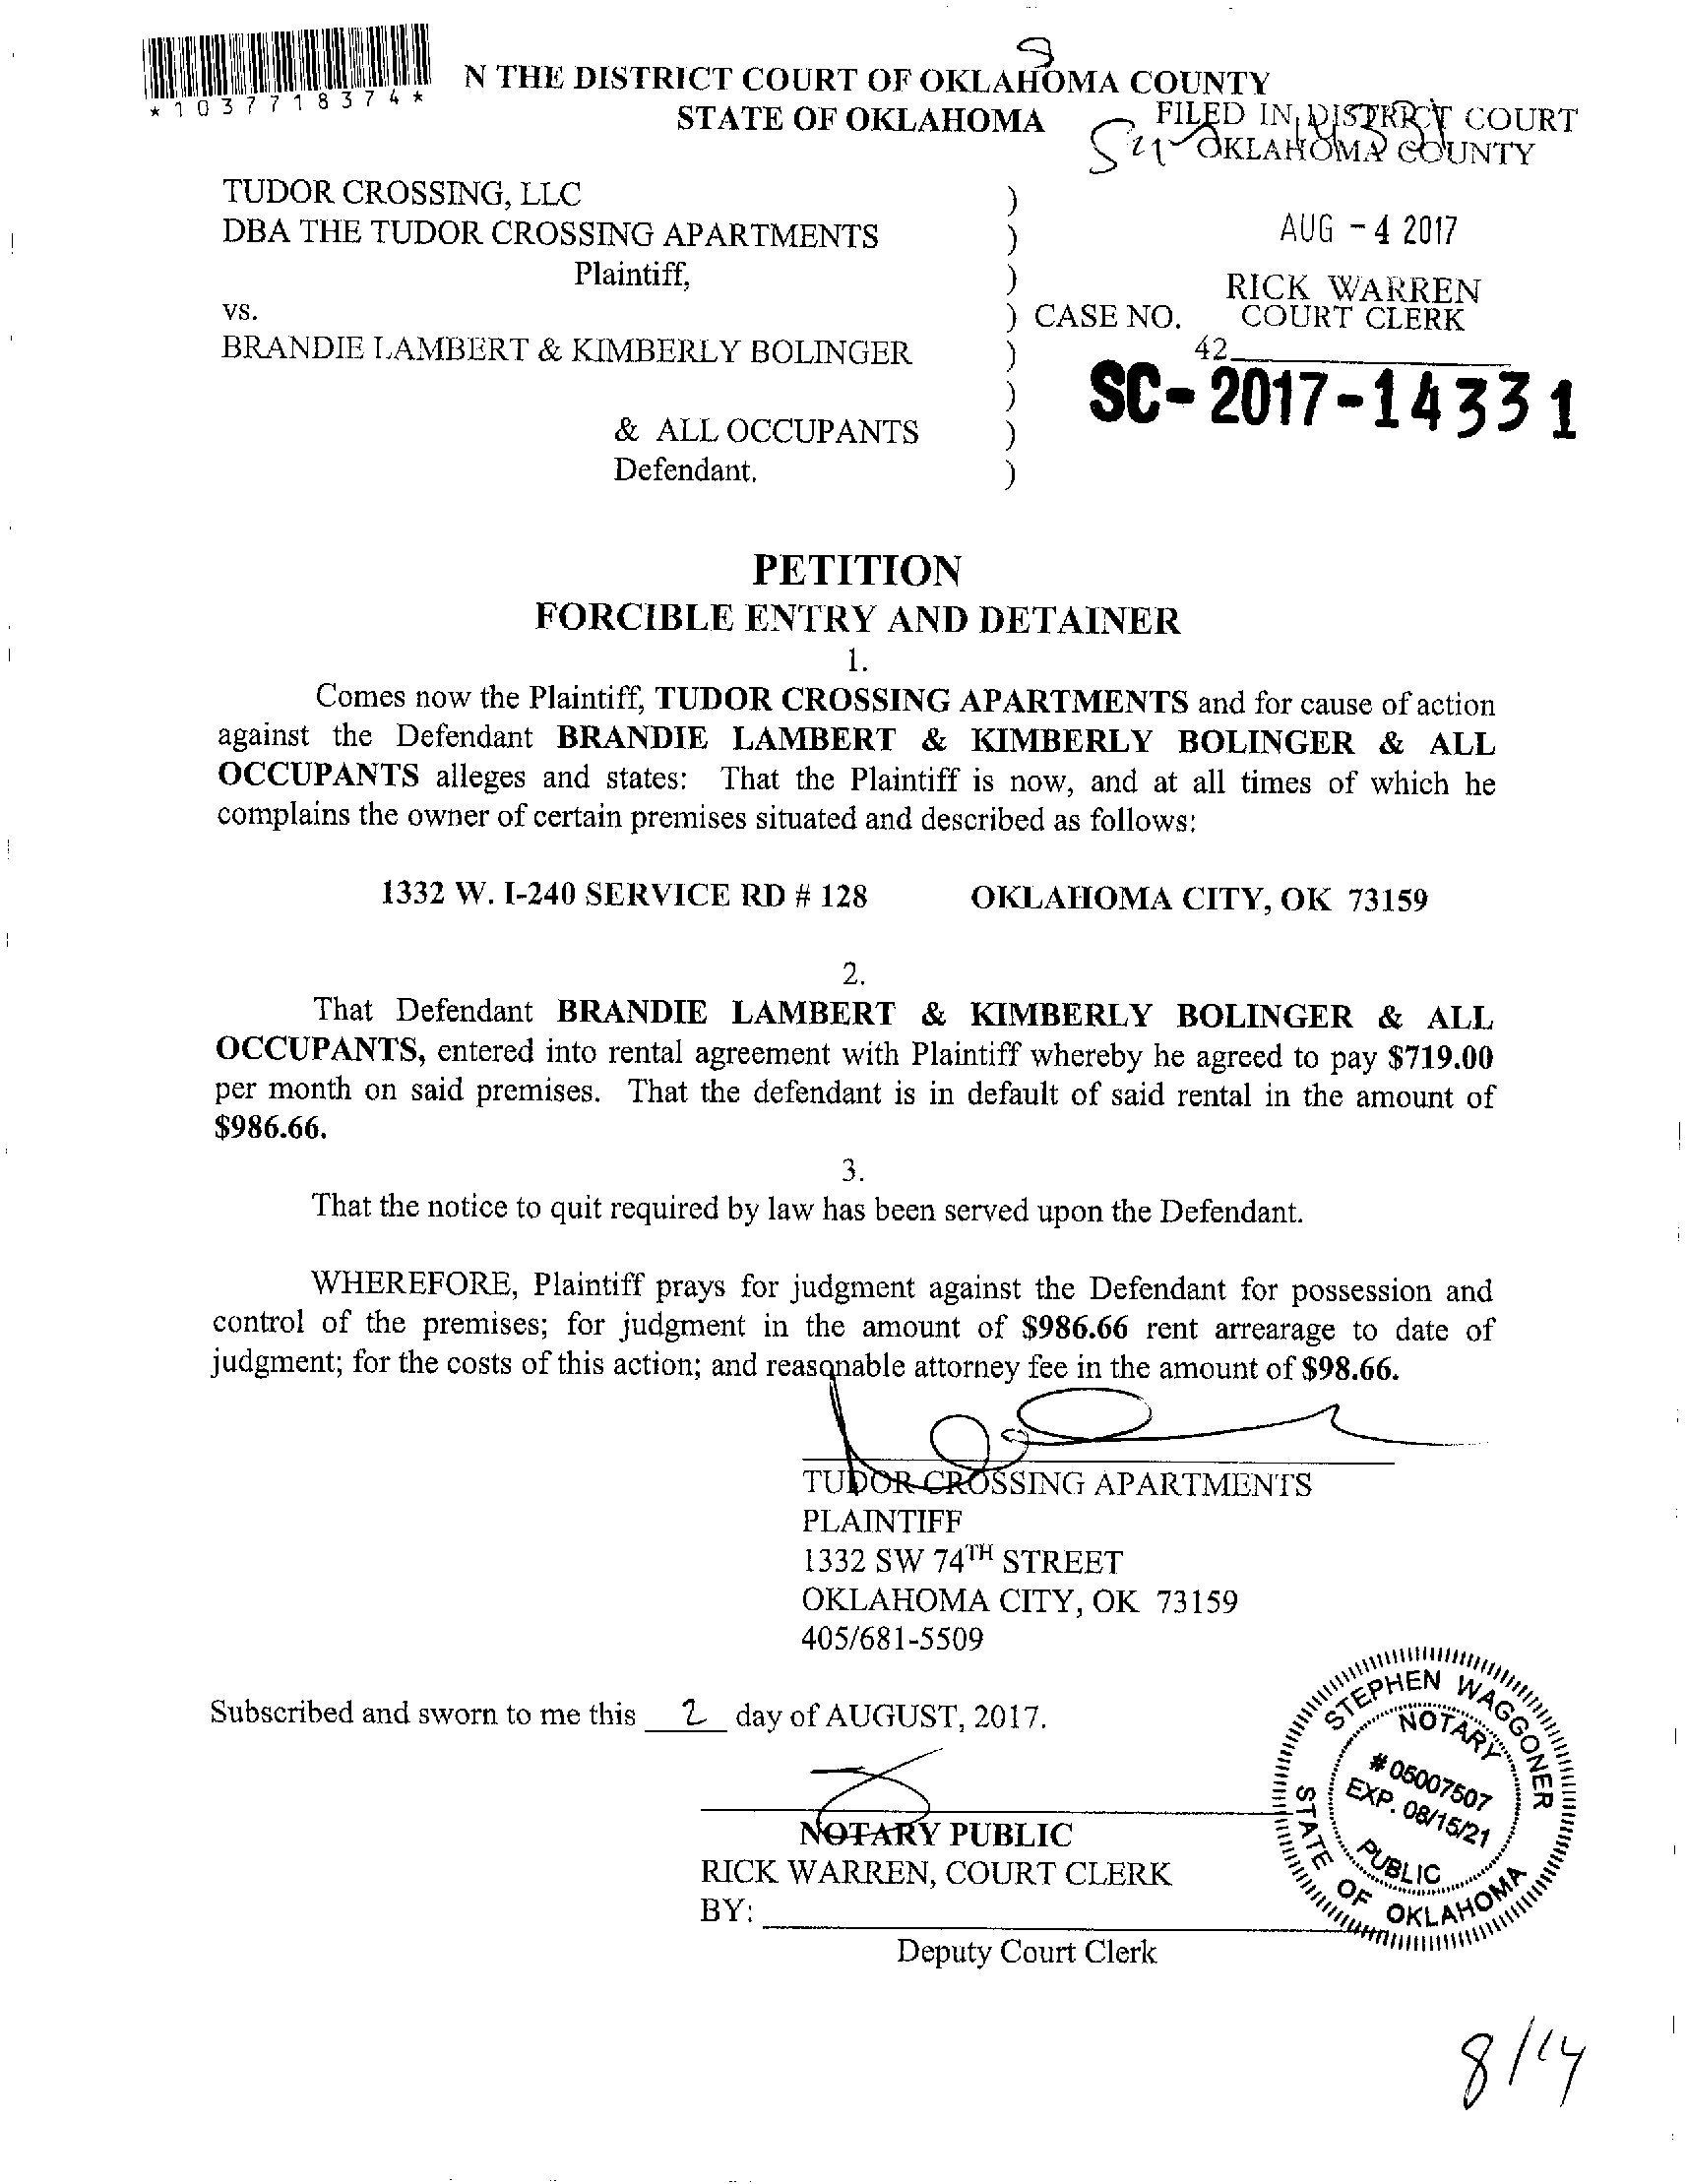 *1037718374*
N THE DISTRICT COURT OF OKLAHOMA COUNTY
STATE OF OKLAHOMA
FILED IN DISTRICT COURT
OKLAHOMA COUNTY
TUDOR CROSSING, LLC )
DBA THE TUDOR CROSSING APARTMENTS )
AUG - 4 2017
Plaintiff, )
RICK WARREN
vs. ) CASE NO. COURT CLERK
BRANDIE LAMBERT & KIMBERLY BOLINGER )
42
)
SC-2017-14331
& ALL OCCUPANTS )
Defendant. )
PETITION
FORCIBLE ENTRY AND DETAINER
1.
Comes now the Plaintiff, TUDOR CROSSING APARTMENTS and for cause of action
against the Defendant BRANDIE LAMBERT & KIMBERLY BOLINGER & ALL
OCCUPANTS alleges and states: That the Plaintiff is now, and at all times of which he
complains the owner of certain premises situated and described as follows:
1332 W. I-240 SERVICE RD # 128 OKLAHOMA CITY, OK 73159
2.
That Defendant BRANDIE LAMBERT & KIMBERLY BOLINGER & ALL
OCCUPANTS, entered into rental agreement with Plaintiff whereby he agreed to pay $719.00
per month on said premises. That the defendant is in default of said rental in the amount of
$986.66.
3.
That the notice to quit required by law has been served upon the Defendant.
WHEREFORE, Plaintiff prays for judgment against the Defendant for possession and
control of the premises; for judgment in the amount of $986.66 rent arrearage to date of
judgment; for the costs of this action; and reasonable attorney fee in the amount of $98.66.
TUDOR CROSSING APARTMENTS
PLAINTIFF
1332 SW 74TH STREET
OKLAHOMA CITY, OK 73159
405/681-5509
Subscribed and sworn to me this 2 day of AUGUST, 2017.
STEPHEN WAGGONER
NOTARY
# 05007507
EXP. 08/15/21
PUBLIC
STATE OF OKLAHOMA
NOTARY PUBLIC
RICK WARREN, COURT CLERK
BY:
Deputy Court Clerk
8/14